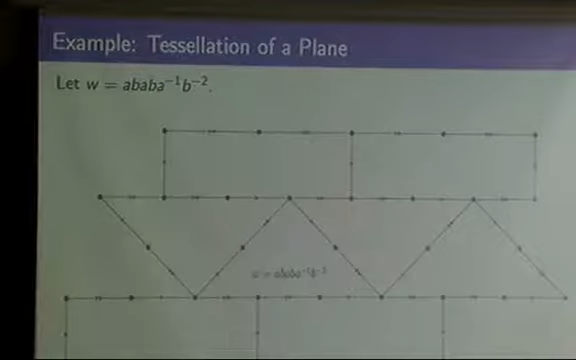 Example: Tessellation of a Plane
Let w = ababa⁻¹b⁻².
w = ababa⁻¹b⁻²